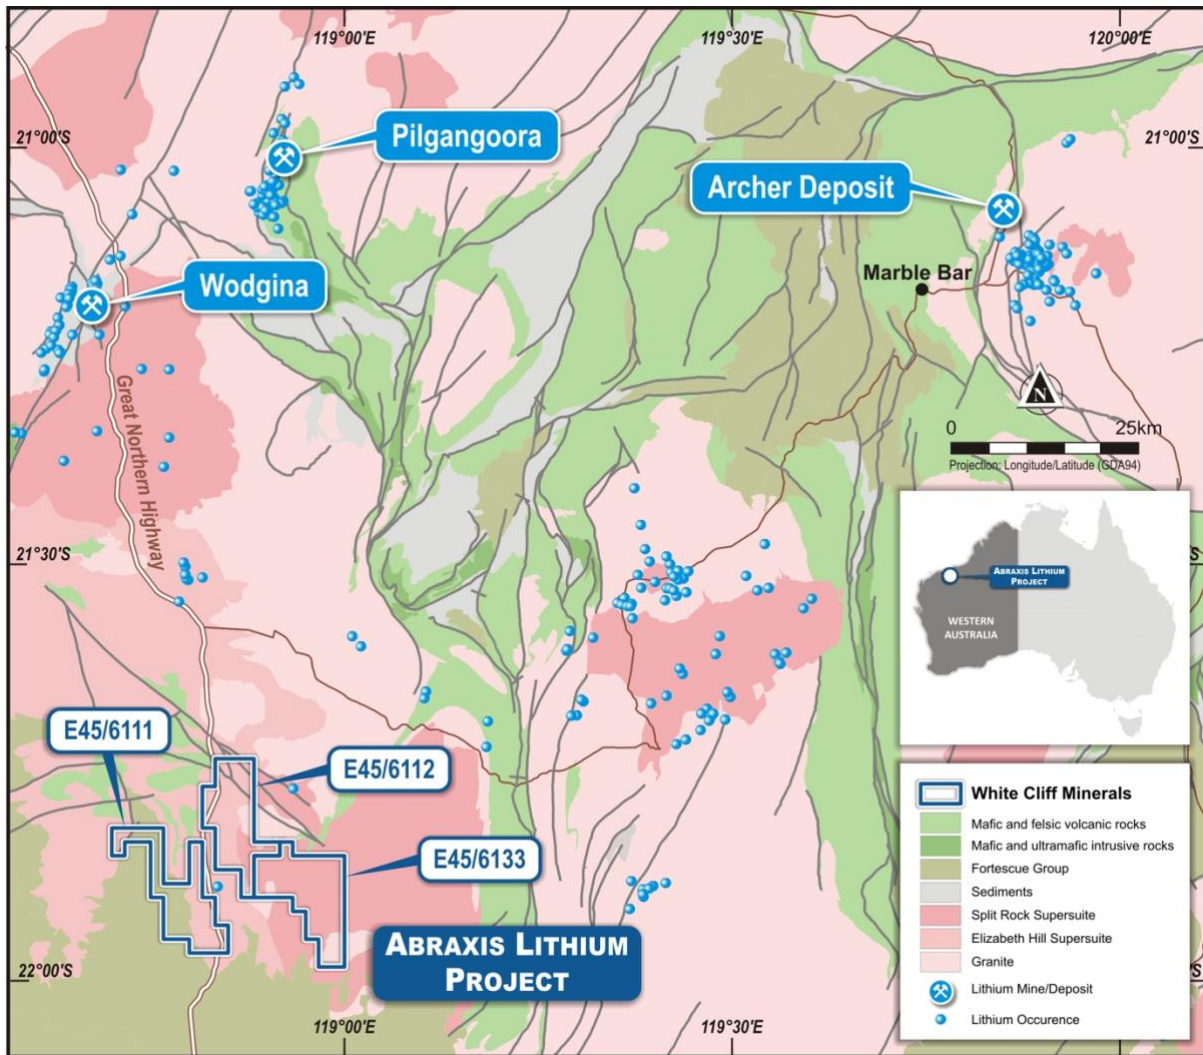 119°00'E
119°30'E
120°00'E
21°00'S
21°00'S
Pilgangoora
Archer Deposit
Wodgina
Marble Bar
Great Northern Highway
N
0
25km
Projection: Longitude/Latitude (GDA94)
21°30'S
ABRAXIS LITHIUM
PROJECT
WESTERN
AUSTRALIA
E45/6111
E45/6112
E45/6133
ABRAXIS LITHIUM
PROJECT
White Cliff Minerals
Mafic and felsic volcanic rocks
Mafic and ultramafic intrusive rocks
Fortescue Group
Sediments
Split Rock Supersuite
Elizabeth Hill Supersuite
Granite
Lithium Mine/Deposit
Lithium Occurence
22°00'S
119°00'E
119°30'E